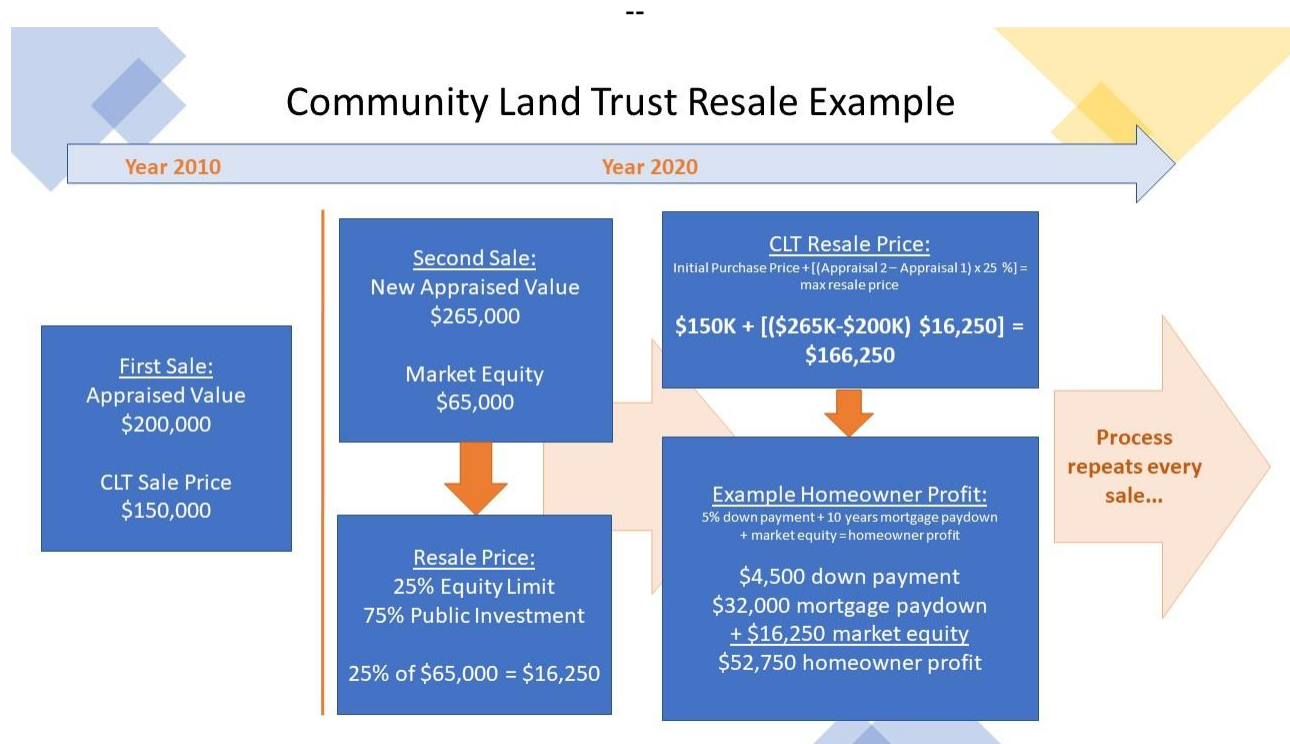 --
Community Land Trust Resale Example
Year 2010
Year 2020
First Sale:
Appraised Value
$200,000
CLT Sale Price
$150,000
Second Sale:
New Appraised Value
$265,000
Market Equity
$65,000
Resale Price:
25% Equity Limit
75% Public Investment
25% of $65,000 = $16,250
CLT Resale Price:
Initial Purchase Price + [(Appraisal 2 – Appraisal 1) x 25 %] =
max resale price
$150K + [($265K-$200K) $16,250] =
$166,250
Example Homeowner Profit:
5% down payment + 10 years mortgage paydown
+ market equity = homeowner profit
$4,500 down payment
$32,000 mortgage paydown
+ $16,250 market equity
$52,750 homeowner profit
Process
repeats every
sale...